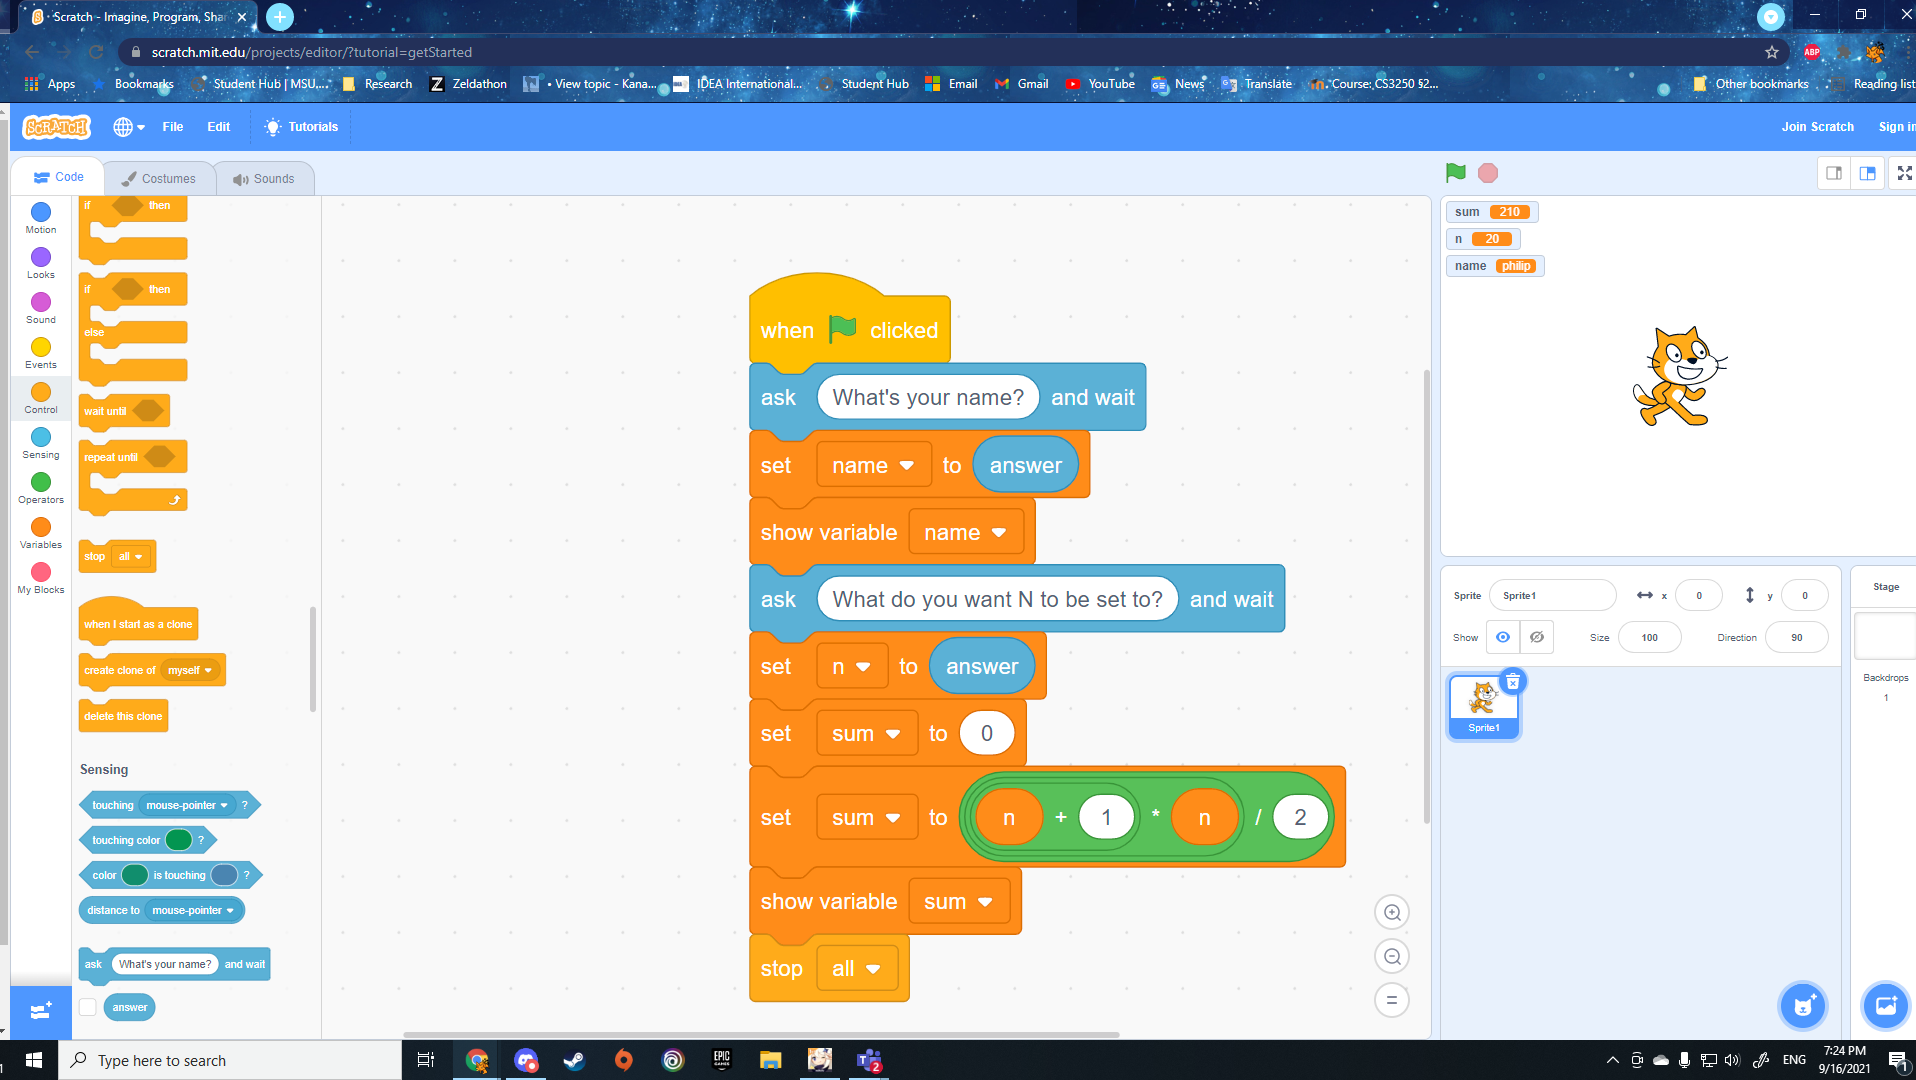 Scratch - Imagine, Program, Sha
scratch.mit.edu/projects/editor/?tutorial=getStarted
ABP
Apps
Bookmarks
Student Hub | MSU,...
Research
Z Zeldathon
• View topic - Kana...
IDEA International...
Student Hub
Email
Gmail
YouTube
News
Translate
Course: CS3250 §2...
Other bookmarks
Reading list
SCRATCH
File
Edit
Tutorials
Join Scratch
Sign in
Code
Costumes
Sounds
Motion
Looks
Sound
Events
Control
Sensing
Operators
Variables
My Blocks
if then
if then
else
wait until
repeat until
stop all
when I start as a clone
create clone of myself
delete this clone
Sensing
touching mouse-pointer ?
touching color ?
color is touching ?
distance to mouse-pointer
ask What's your name? and wait
answer
when clicked
ask What's your name? and wait
set name to answer
show variable name
ask What do you want N to be set to? and wait
set n to answer
set sum to 0
set sum to n + 1 * n / 2
show variable sum
stop all
sum 210
n 20
name philip
Sprite Sprite1 x 0 y 0
Show Size 100 Direction 90
Sprite1
Stage
Backdrops
1
Type here to search
EPIC
GAMES
2
ENG
7:24 PM
9/16/2021
1